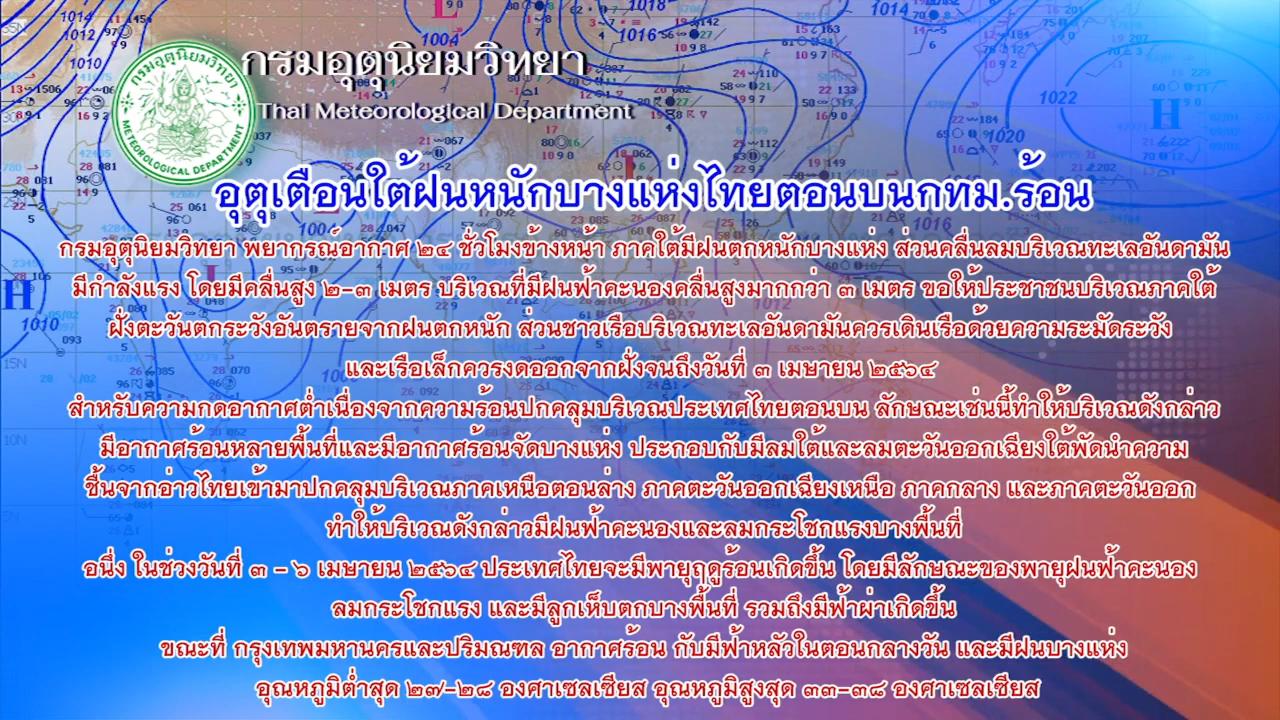 กรมอุตุนิยมวิทยา
Thai Meteorological Department
กรมอุตุนิยมวิทยา
METEOROLOGICAL DEPARTMENT
อุตุเตือนใต้ฝนหนักบางแห่งไทยตอนบนกทม.ร้อน
กรมอุตุนิยมวิทยา พยากรณ์อากาศ ๒๔ ชั่วโมงข้างหน้า ภาคใต้มีฝนตกหนักบางแห่ง ส่วนคลื่นลมบริเวณทะเลอันดามัน
มีกำลังแรง โดยมีคลื่นสูง ๒-๓ เมตร บริเวณที่มีฝนฟ้าคะนองคลื่นสูงมากกว่า ๓ เมตร ขอให้ประชาชนบริเวณภาคใต้
ฝั่งตะวันตกระวังอันตรายจากฝนตกหนัก ส่วนชาวเรือบริเวณทะเลอันดามันควรเดินเรือด้วยความระมัดระวัง
และเรือเล็กควรงดออกจากฝั่งจนถึงวันที่ ๓ เมษายน ๒๕๖๔
สำหรับความกดอากาศต่ำเนื่องจากความร้อนปกคลุมบริเวณประเทศไทยตอนบน ลักษณะเช่นนี้ทำให้บริเวณดังกล่าว
มีอากาศร้อนหลายพื้นที่และมีอากาศร้อนจัดบางแห่ง ประกอบกับมีลมใต้และลมตะวันออกเฉียงใต้พัดนำความ
ชื้นจากอ่าวไทยเข้ามาปกคลุมบริเวณภาคเหนือตอนล่าง ภาคตะวันออกเฉียงเหนือ ภาคกลาง และภาคตะวันออก
ทำให้บริเวณดังกล่าวมีฝนฟ้าคะนองและลมกระโชกแรงบางพื้นที่
อนึ่ง ในช่วงวันที่ ๓ – ๖ เมษายน ๒๕๖๔ ประเทศไทยจะมีพายุฤดูร้อนเกิดขึ้น โดยมีลักษณะของพายุฝนฟ้าคะนอง
ลมกระโชกแรง และมีลูกเห็บตกบางพื้นที่ รวมถึงมีฟ้าผ่าเกิดขึ้น
ขณะที่ กรุงเทพมหานครและปริมณฑล อากาศร้อน กับมีฟ้าหลัวในตอนกลางวัน และมีฝนบางแห่ง
อุณหภูมิต่ำสุด ๒๗-๒๘ องศาเซลเซียส อุณหภูมิสูงสุด ๓๓-๓๘ องศาเซลเซียส